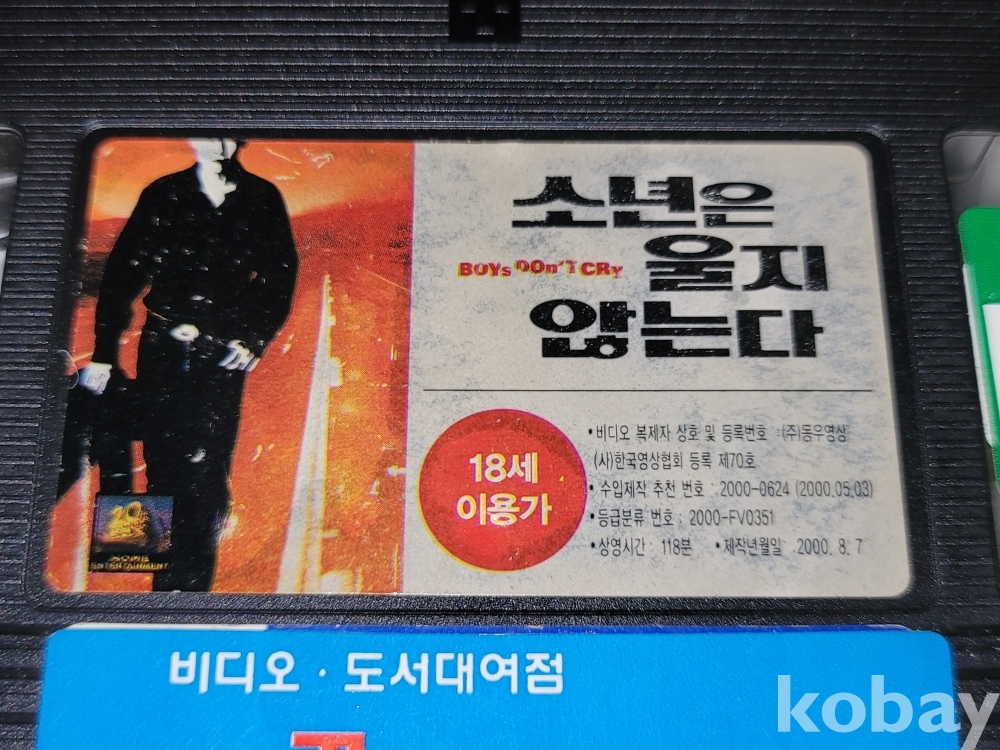 소년은
BOYs DOn'T CRy
울지
않는다
18세
이용가
•비디오 복제자 상호 및 등록번호 : (주)동우영상
(사)한국영상협회 등록 제70호
•수입제작 추천 번호 : 2000-0624 (2000.05.03)
•등급분류 번호 : 2000-FV0351
•상영시간 : 118분 •제작년월일 : 2000. 8. 7
20
HOME
ENTERTAINMENT
비디오 · 도서대여점
kobay